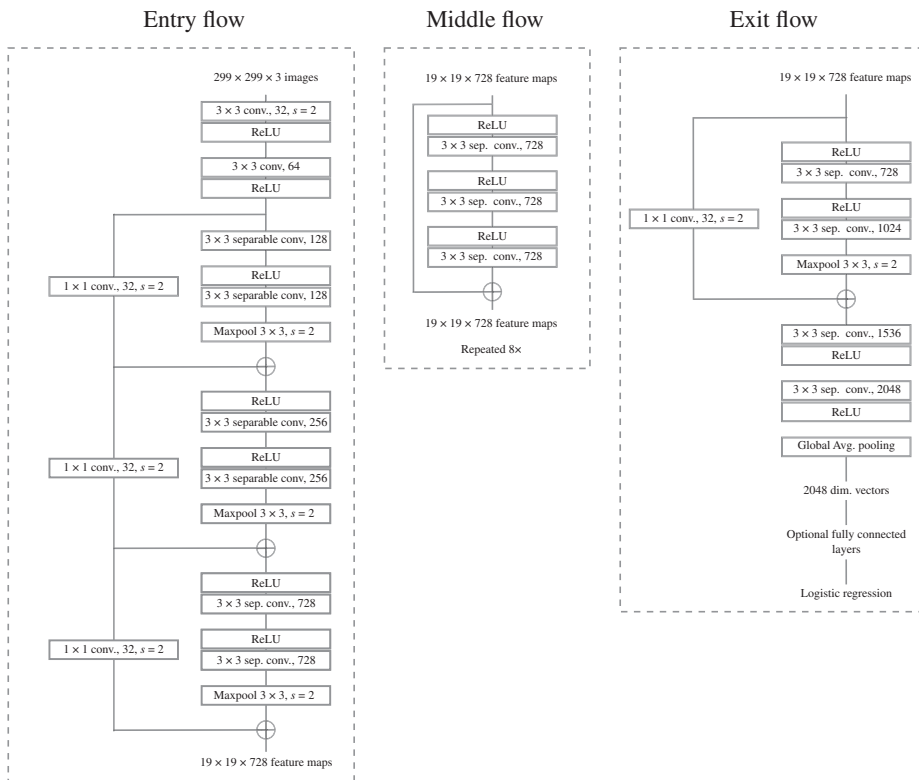 Entry flow
299 × 299 × 3 images
3 × 3 conv., 32, s = 2
ReLU
3 × 3 conv, 64
ReLU
3 × 3 separable conv, 128
ReLU
1 × 1 conv., 32, s = 2
3 × 3 separable conv, 128
Maxpool 3 × 3, s = 2
ReLU
3 × 3 separable conv, 256
ReLU
1 × 1 conv., 32, s = 2
3 × 3 separable conv, 256
Maxpool 3 × 3, s = 2
ReLU
3 × 3 sep. conv., 728
ReLU
1 × 1 conv., 32, s = 2
3 × 3 sep. conv., 728
Maxpool 3 × 3, s = 2
19 × 19 × 728 feature maps
Middle flow
19 × 19 × 728 feature maps
ReLU
3 × 3 sep. conv., 728
ReLU
3 × 3 sep. conv., 728
ReLU
3 × 3 sep. conv., 728
19 × 19 × 728 feature maps
Repeated 8×
Exit flow
19 × 19 × 728 feature maps
ReLU
3 × 3 sep. conv., 728
ReLU
1 × 1 conv., 32, s = 2
3 × 3 sep. conv., 1024
Maxpool 3 × 3, s = 2
3 × 3 sep. conv., 1536
ReLU
3 × 3 sep. conv., 2048
ReLU
Global Avg. pooling
2048 dim. vectors
Optional fully connected
layers
Logistic regression